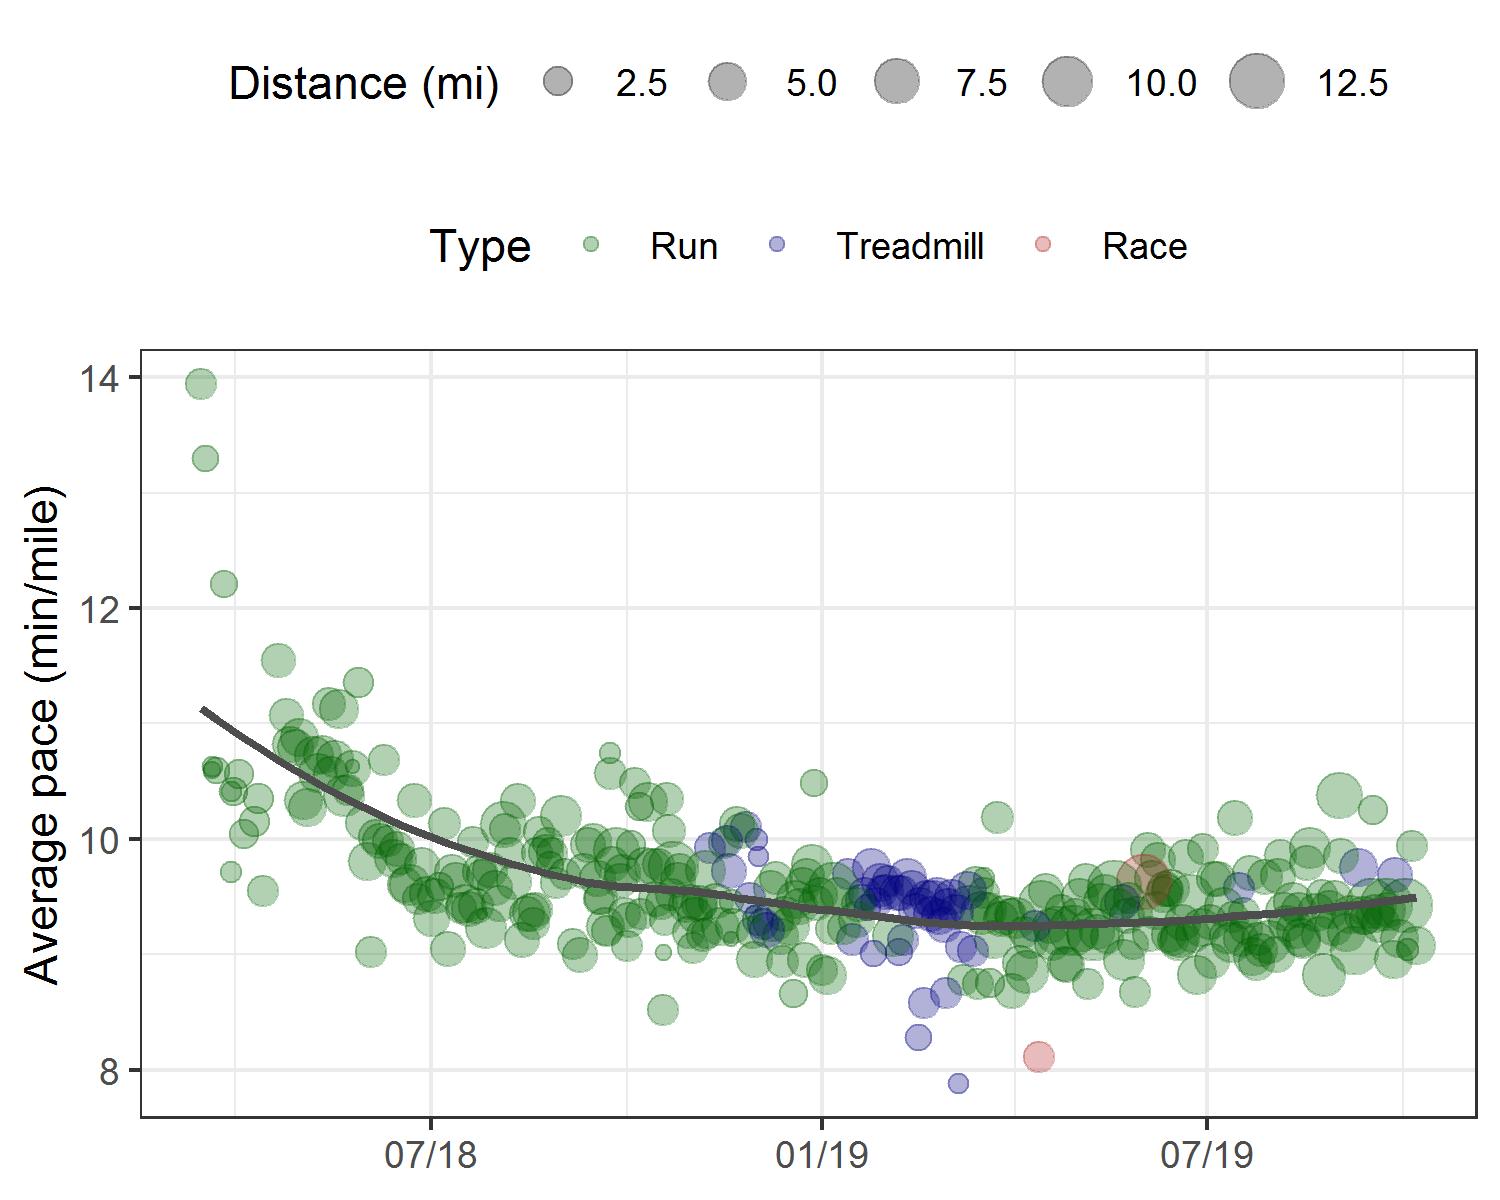 Distance (mi) 2.5 5.0 7.5 10.0 12.5
Type Run Treadmill Race
Average pace (min/mile)
14
12
10
8
07/18 01/19 07/19